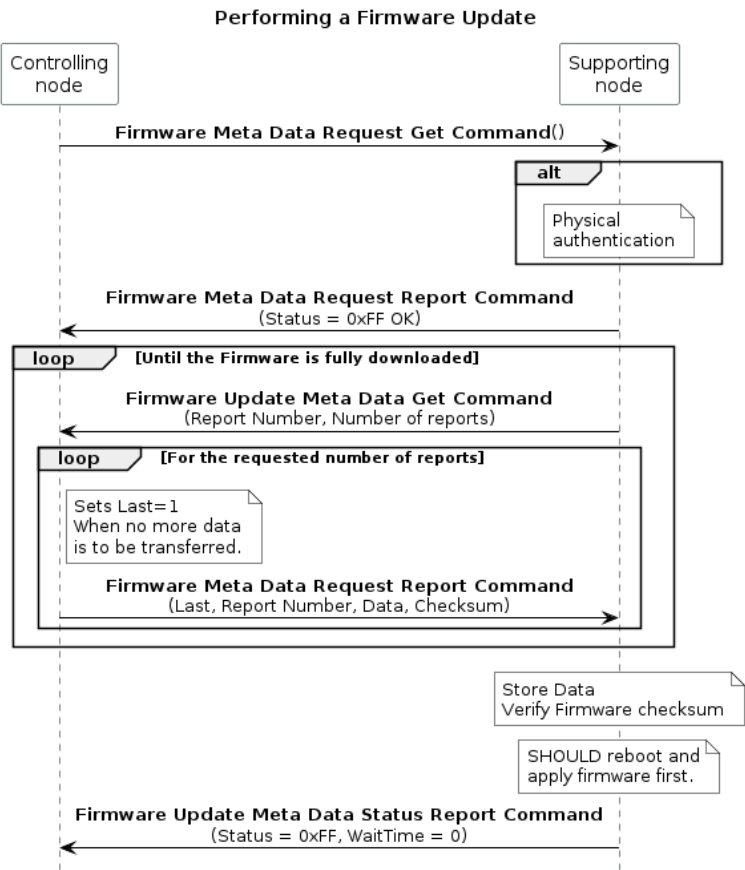 Performing a Firmware Update
Controlling
node
Supporting
node
Firmware Meta Data Request Get Command()
alt
Physical
authentication
Firmware Meta Data Request Report Command
(Status = 0xFF OK)
loop [Until the Firmware is fully downloaded]
Firmware Update Meta Data Get Command
(Report Number, Number of reports)
loop [For the requested number of reports]
Sets Last=1
When no more data
is to be transferred.
Firmware Meta Data Request Report Command
(Last, Report Number, Data, Checksum)
Store Data
Verify Firmware checksum
SHOULD reboot and
apply firmware first.
Firmware Update Meta Data Status Report Command
(Status = 0xFF, WaitTime = 0)